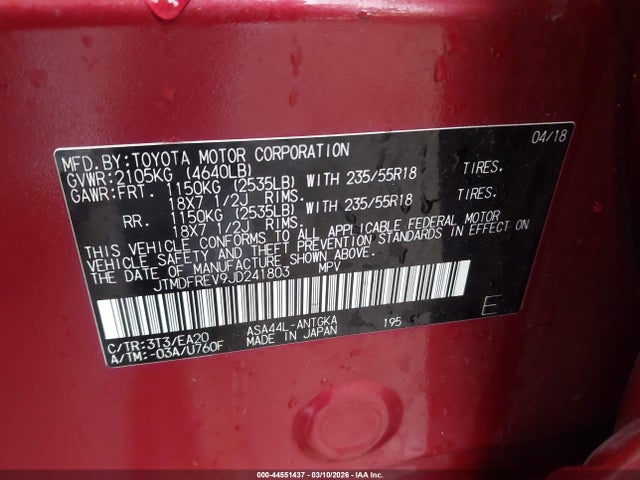 04/18
MFD. BY: TOYOTA MOTOR CORPORATION
GVWR: 2105KG (4640LB)
GAWR: FRT. 1150KG (2535LB) WITH 235/55R18 TIRES.
18X7 1/2J RIMS.
RR. 1150KG (2535LB) WITH 235/55R18 TIRES.
18X7 1/2J RIMS.
THIS VEHICLE CONFORMS TO ALL APPLICABLE FEDERAL MOTOR
VEHICLE SAFETY AND THEFT PREVENTION STANDARDS IN EFFECT ON
THE DATE OF MANUFACTURE SHOWN ABOVE.
JTMDFREV9JD241803 MPV
E
C/TR: 3T3/EA20 ASA44L-ANTGKA 195
A/TM: -03A/U760F MADE IN JAPAN
000-44551437 - 03/10/2026 - IAA Inc.